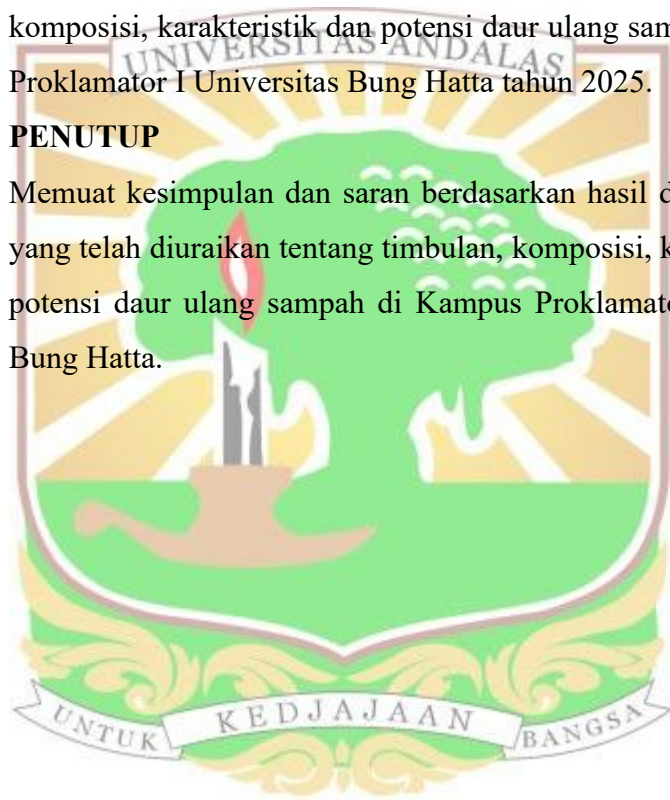 komposisi, karakteristik dan potensi daur ulang sam
UNIVERSITAS ANDALAS
Proklamator I Universitas Bung Hatta tahun 2025.
PENUTUP
Memuat kesimpulan dan saran berdasarkan hasil d
yang telah diuraikan tentang timbulan, komposisi, k
potensi daur ulang sampah di Kampus Proklamato
Bung Hatta.
UNTUK KEDJAJAAN BANGSA